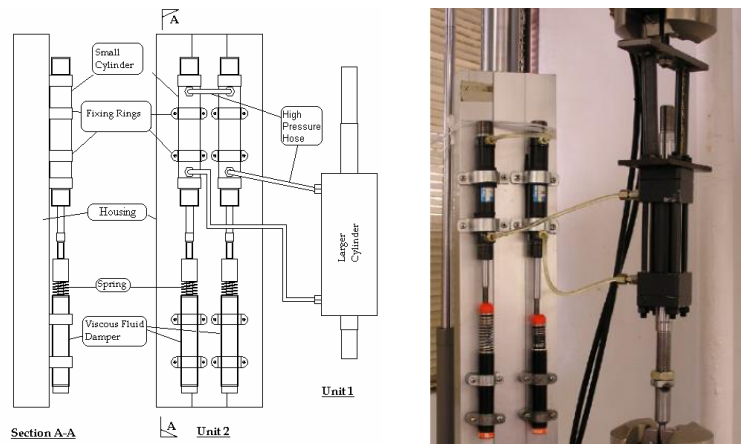 A
Small
Cylinder
Fixing Rings
High
Pressure
Hose
Housing
Larger
Cylinder
Spring
Viscous Fluid
Damper
Unit 1
Section A-A
A
Unit 2